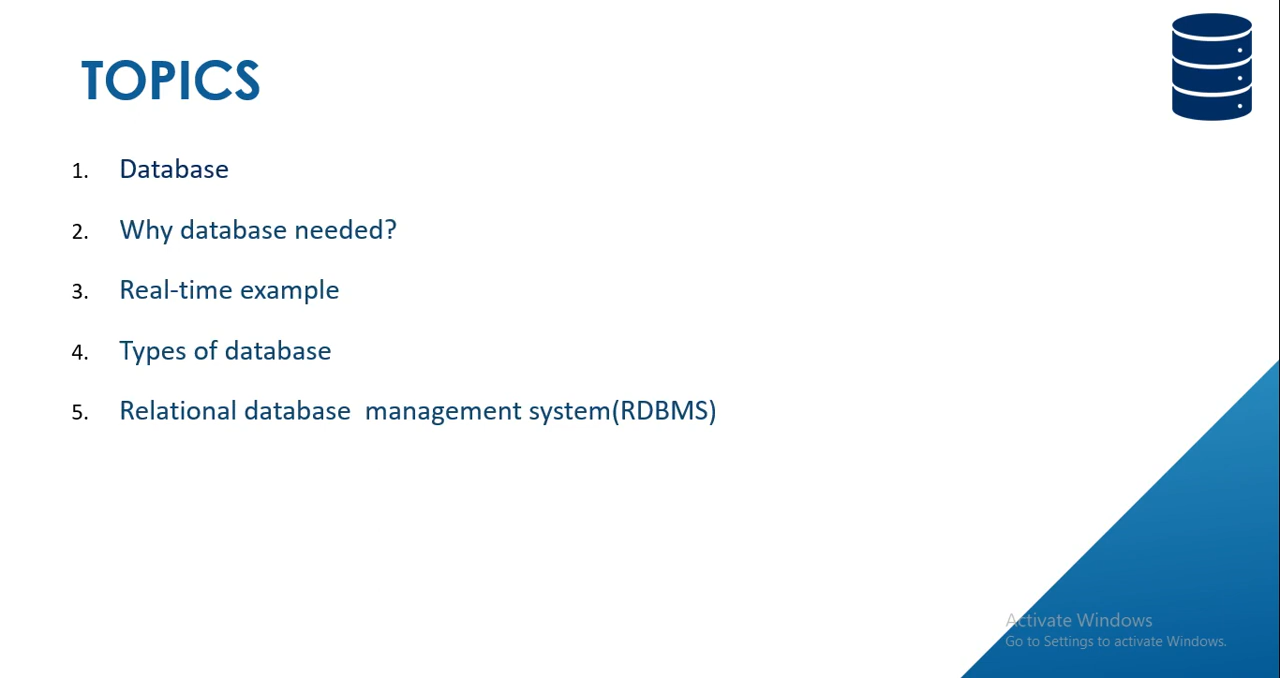 TOPICS
1. Database
2. Why database needed?
3. Real-time example
4. Types of database
5. Relational database  management system(RDBMS)
Activate Windows
Go to Settings to activate Windows.